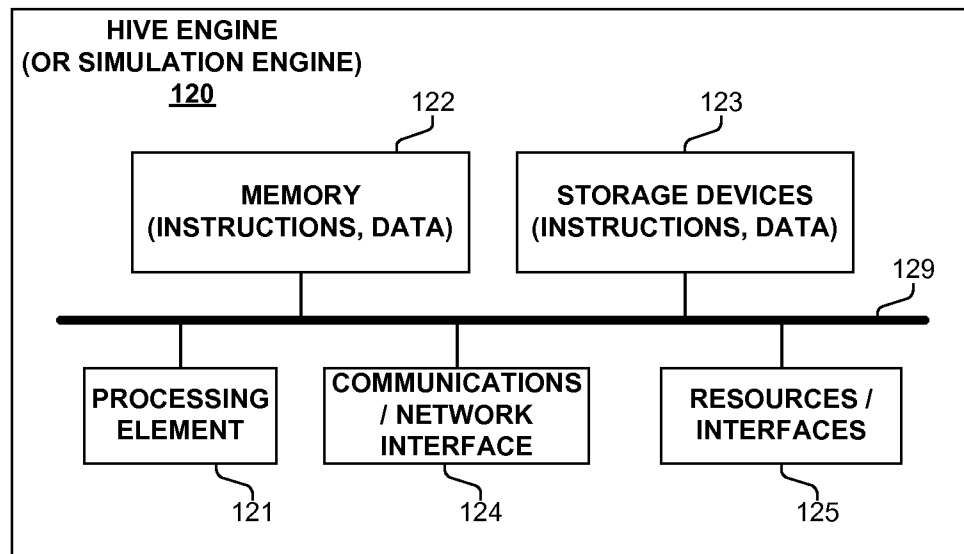 HIVE ENGINE
(OR SIMULATION ENGINE)
120
122
123
MEMORY
(INSTRUCTIONS, DATA)
STORAGE DEVICES
(INSTRUCTIONS, DATA)
129
PROCESSING
ELEMENT
COMMUNICATIONS
/ NETWORK
INTERFACE
RESOURCES /
INTERFACES
121
124
125